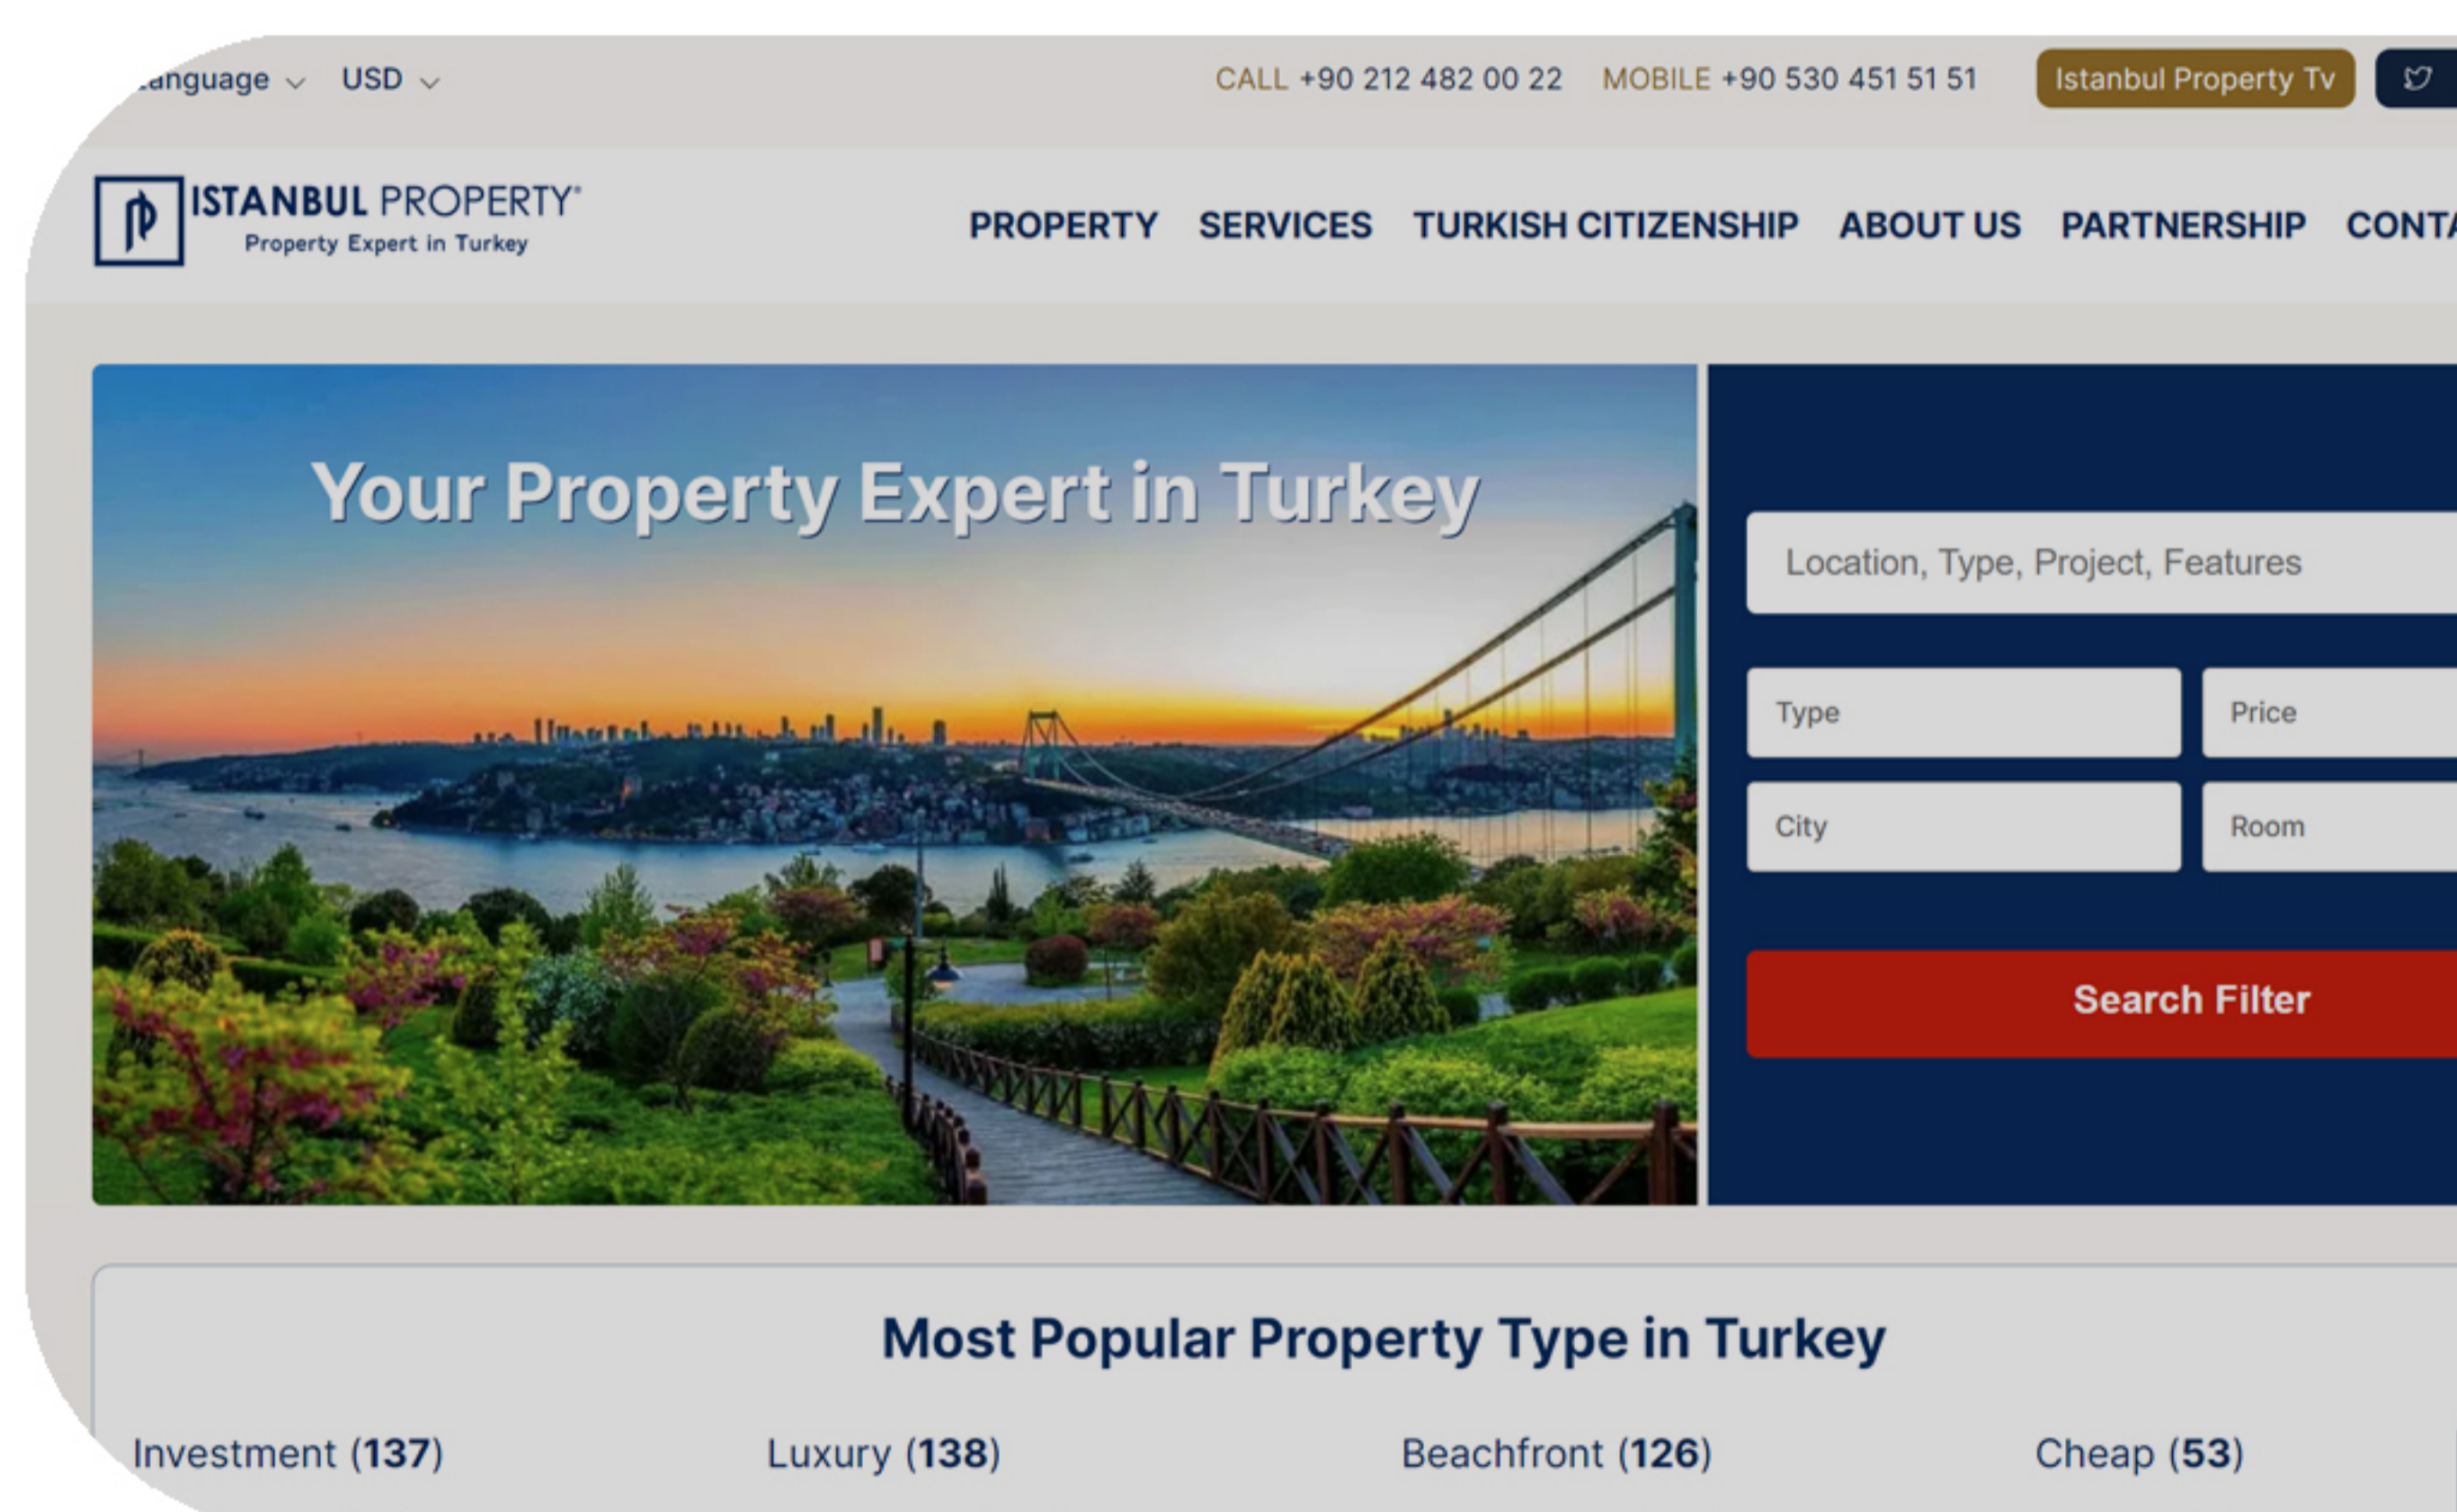 USD
CALL +90 212 482 00 22 MOBILE +90 530 451 51 51
Istanbul Property Tv
ISTANBUL PROPERTY®
Property Expert in Turkey
PROPERTY SERVICES TURKISH CITIZENSHIP ABOUT US PARTNERSHIP
Your Property Expert in Turkey
Location, Type, Project, Features
Type
Price
City
Room
Search Filter
Most Popular Property Type in Turkey
Investment (137)
Luxury (138)
Beachfront (126)
Cheap (53)